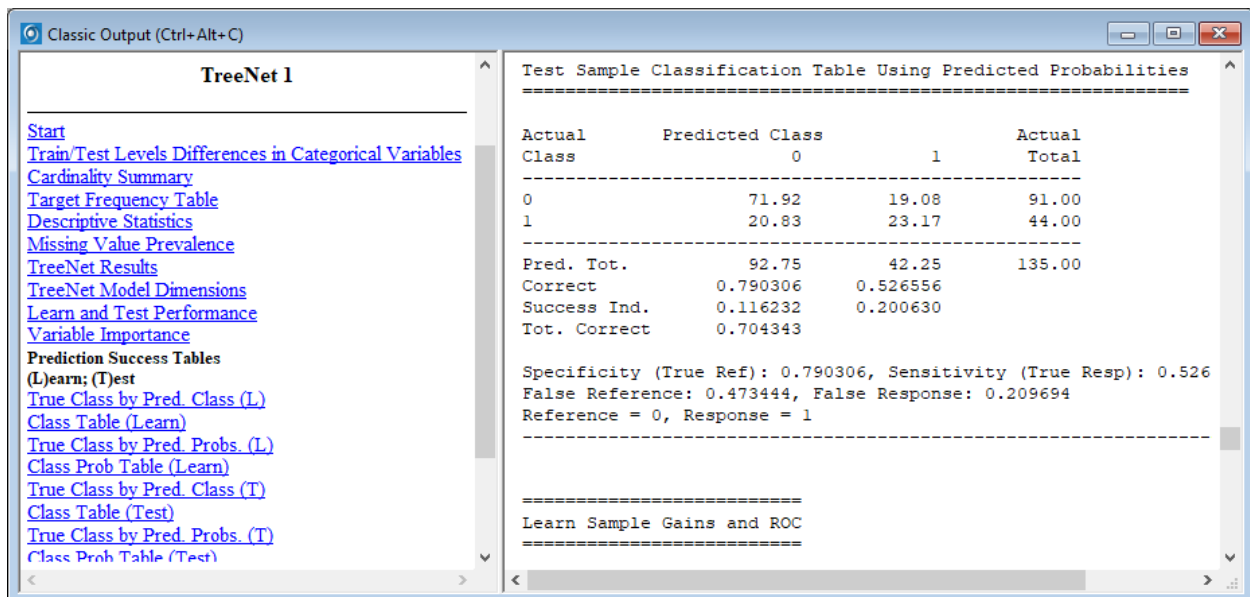 Classic Output (Ctrl+Alt+C)
TreeNet 1
Start
Train/Test Levels Differences in Categorical Variables
Cardinality Summary
Target Frequency Table
Descriptive Statistics
Missing Value Prevalence
TreeNet Results
TreeNet Model Dimensions
Learn and Test Performance
Variable Importance
Prediction Success Tables
(L)earn; (T)est
True Class by Pred. Class (L)
Class Table (Learn)
True Class by Pred. Probs. (L)
Class Prob Table (Learn)
True Class by Pred. Class (T)
Class Table (Test)
True Class by Pred. Probs. (T)
Class Prob Table (Test)
Test Sample Classification Table Using Predicted Probabilities
==============================================================
Actual Predicted Class Actual
Class 0 1 Total
----------------------------------------------------
0 71.92 19.08 91.00
1 20.83 23.17 44.00
----------------------------------------------------
Pred. Tot. 92.75 42.25 135.00
Correct 0.790306 0.526556
Success Ind. 0.116232 0.200630
Tot. Correct 0.704343
Specificity (True Ref): 0.790306, Sensitivity (True Resp): 0.526
False Reference: 0.473444, False Response: 0.209694
Reference = 0, Response = 1
----------------------------------------------------------------
==========================
Learn Sample Gains and ROC
==========================